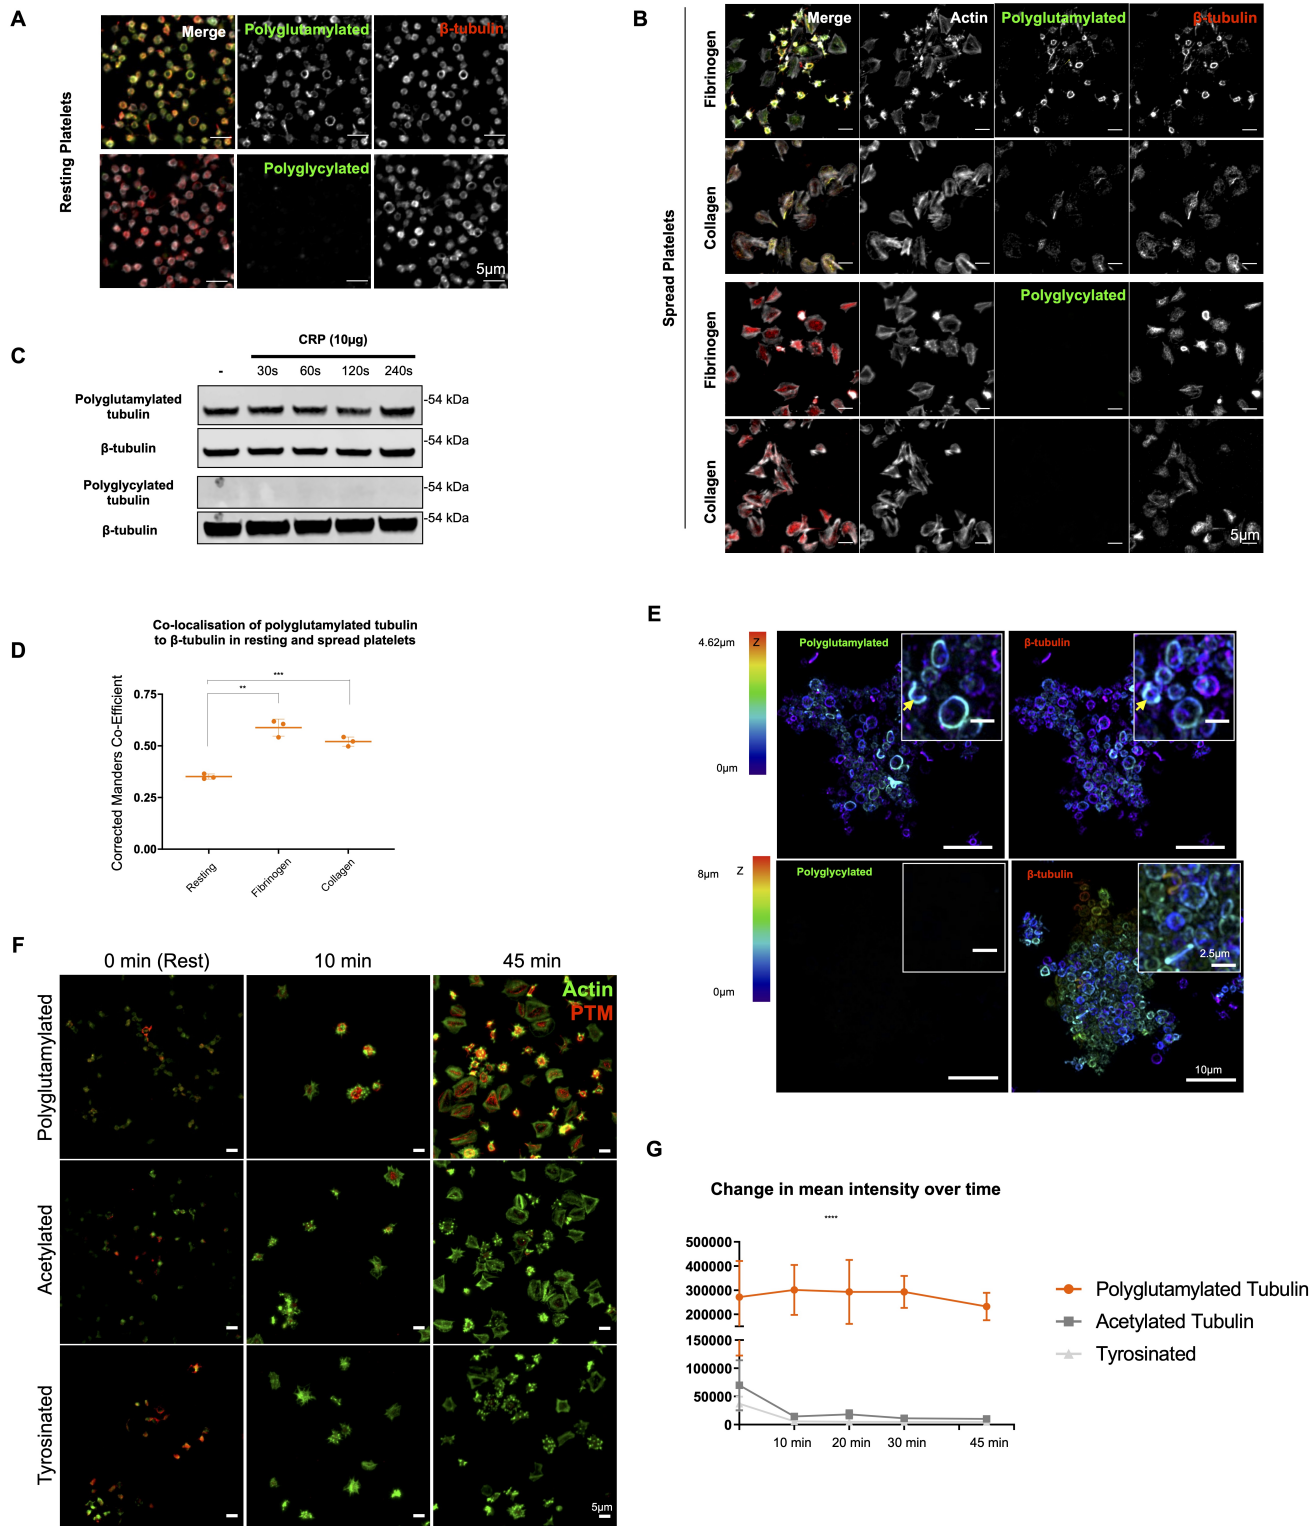 A
Merge
Polyglutamylated
β-tubulin
Resting Platelets
Polyglycylated
5µm
B
Merge
Actin
Polyglutamylated
β-tubulin
Fibrinogen
Collagen
Spread Platelets
Polyglycylated
Fibrinogen
Collagen
5µm
C
CRP (10µg)
- 30s 60s 120s 240s
Polyglutamylated
tubulin
-54 kDa
β-tubulin
-54 kDa
Polyglycylated
tubulin
-54 kDa
β-tubulin
-54 kDa
D
Co-localisation of polyglutamylated tubulin
to β-tubulin in resting and spread platelets
Corrected Manders Co-Efficient
0.75
0.50
0.25
0.00
**
***
Resting
Fibrinogen
Collagen
E
4.62µm
Z
0µm
Polyglutamylated
β-tubulin
8µm
Z
0µm
Polyglycylated
β-tubulin
2.5µm
10µm
F
0 min (Rest)
10 min
45 min
Actin
PTM
Polyglutamylated
Acetylated
Tyrosinated
5µm
G
Change in mean intensity over time
****
500000
400000
300000
200000
150000
100000
50000
0
10 min
20 min
30 min
45 min
Polyglutamylated Tubulin
Acetylated Tubulin
Tyrosinated